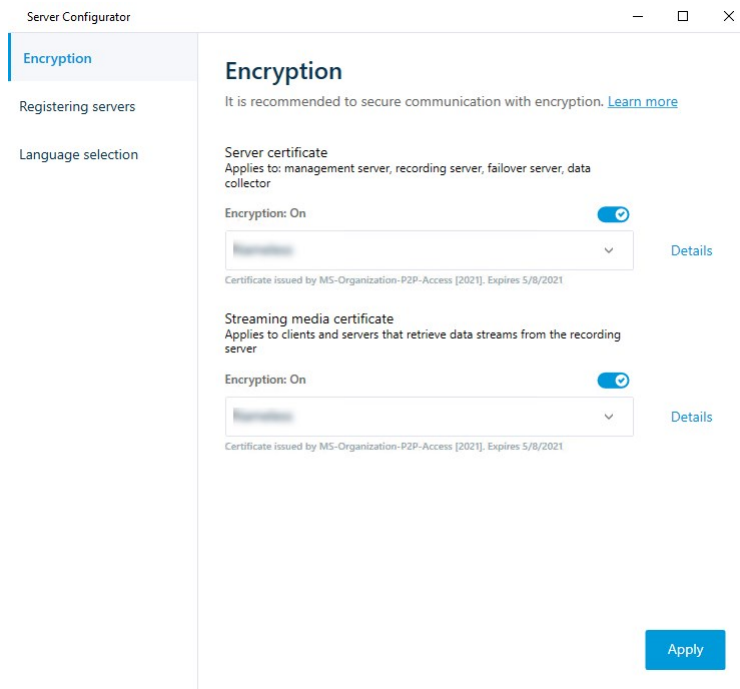 Server Configurator
Encryption
Registering servers
Language selection
Encryption
It is recommended to secure communication with encryption. Learn more
Server certificate
Applies to: management server, recording server, failover server, data
collector
Encryption: On
Details
Certificate issued by MS-Organization-P2P-Access [2021]. Expires 5/8/2021
Streaming media certificate
Applies to clients and servers that retrieve data streams from the recording
server
Encryption: On
Details
Certificate issued by MS-Organization-P2P-Access [2021]. Expires 5/8/2021
Apply